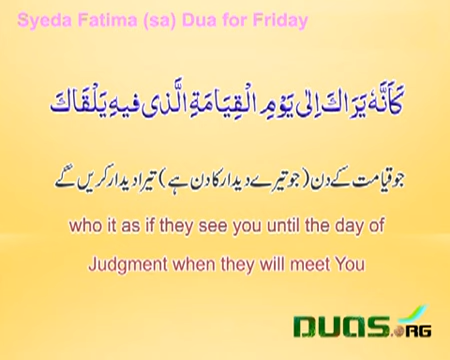 Syeda Fatima (sa) Dua for Friday
كَأَنَّهُ يَرَاكَ اِلٰى يَوْمِ الْقِيَامَةِ الَّذى فيهِ يَلْقَاكَ
جو قیامت کے دن (جو تیرے دیدار کا دن ہے) تیرا دیدار کریں گے
who it as if they see you until the day of
Judgment when they will meet You
DUAS.ORG